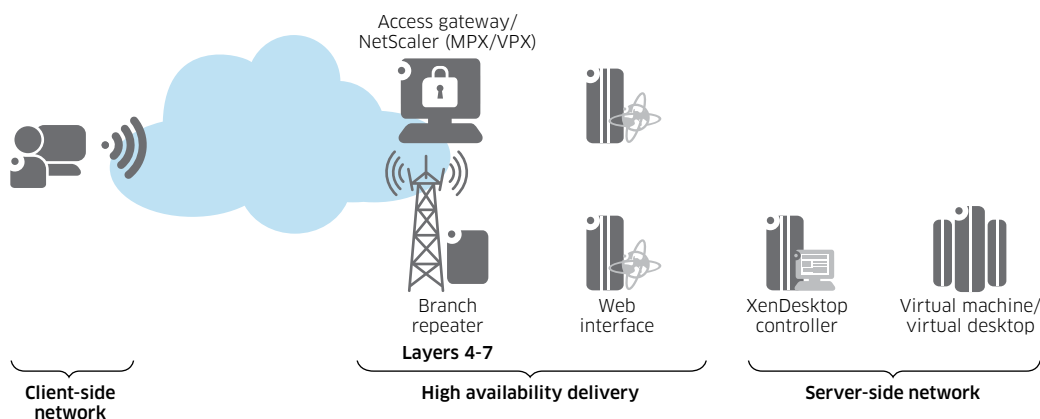 Access gateway/
NetScaler (MPX/VPX)
Branch
repeater
Layers 4-7
Web
interface
XenDesktop
controller
Virtual machine/
virtual desktop
Client-side
network
High availability delivery
Server-side network